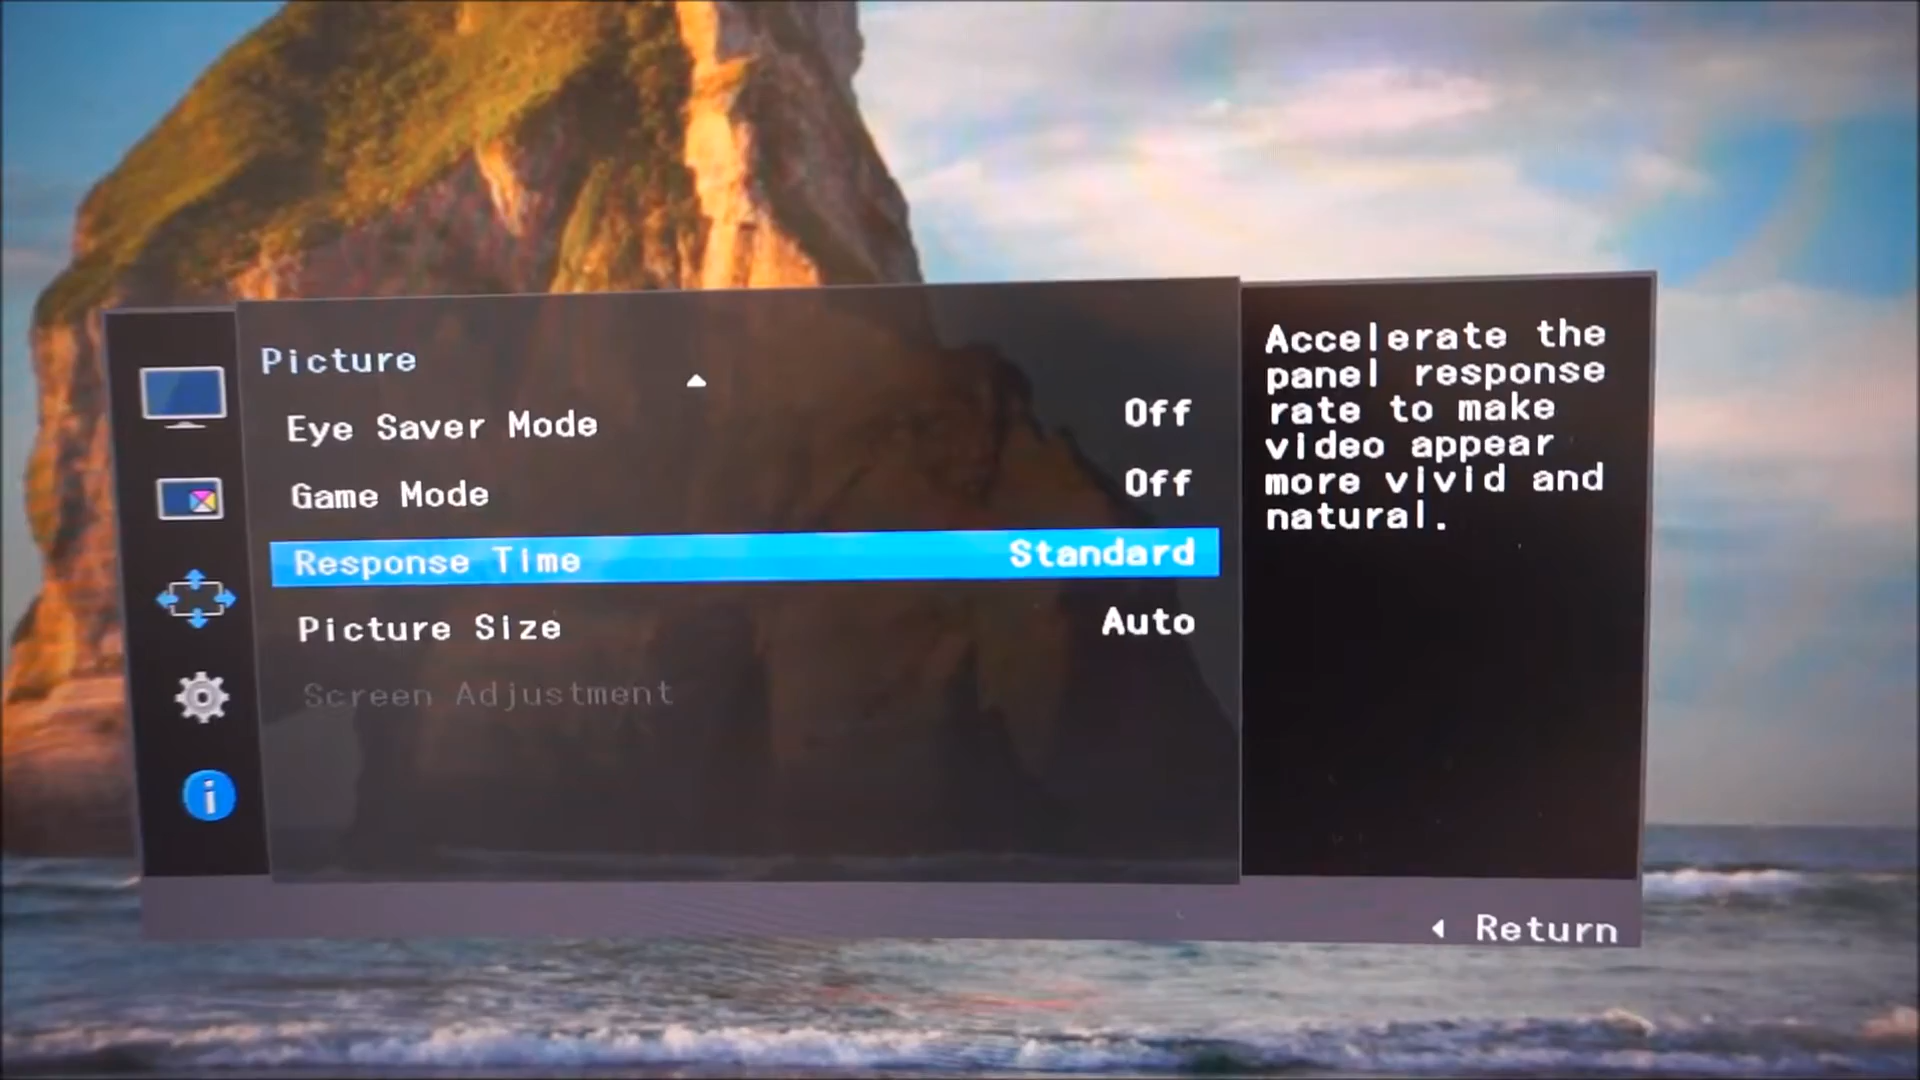 Picture
Eye Saver Mode Off
Game Mode Off
Response Time Standard
Picture Size Auto
Screen Adjustment
Accelerate the
panel response
rate to make
video appear
more vivid and
natural.
Return